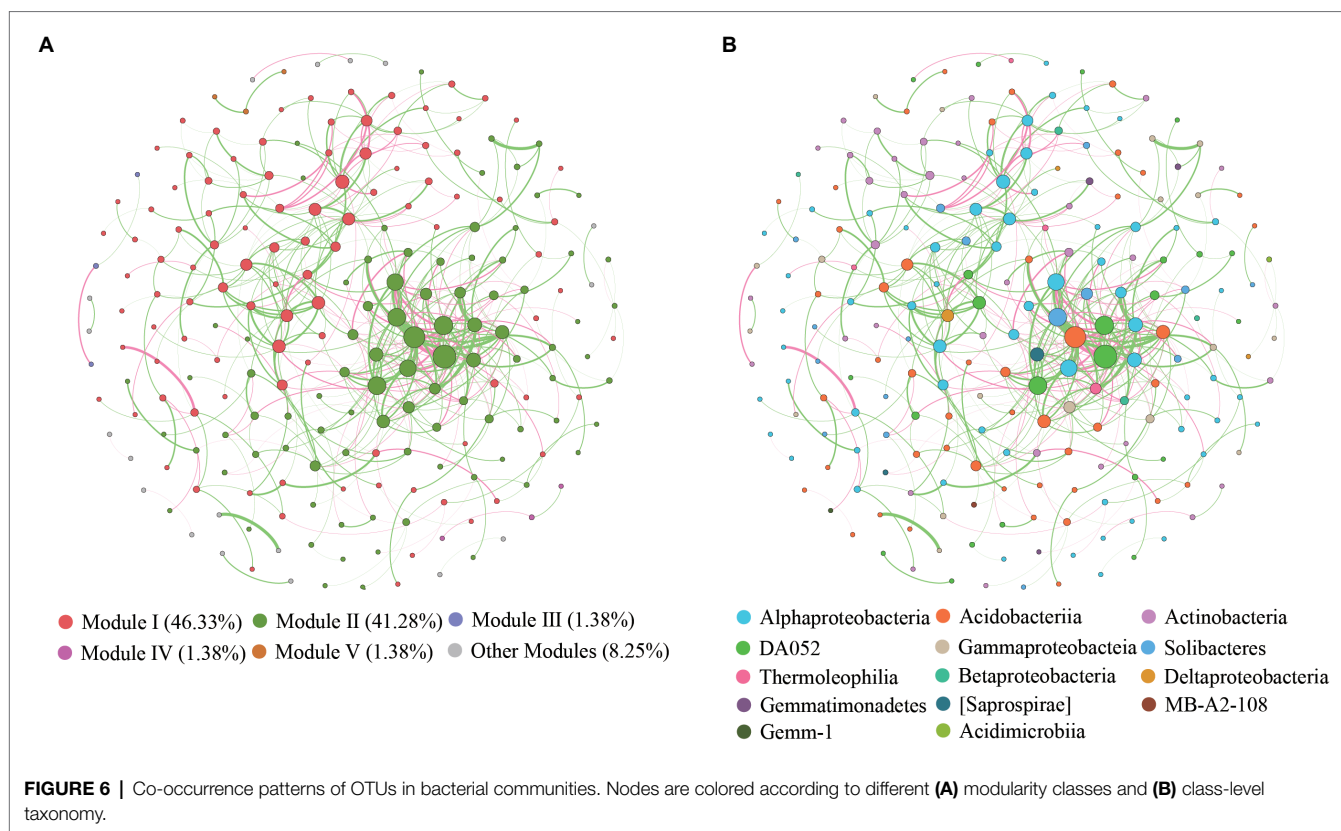 A
B
Module I (46.33%) Module II (41.28%) Module III (1.38%)
Module IV (1.38%) Module V (1.38%) Other Modules (8.25%)
Alphaproteobacteria Acidobacteriia Actinobacteria
DA052 Gammaproteobacteia Solibacteres
Thermoleophilia Betaproteobacteria Deltaproteobacteria
Gemmatimonadetes [Saprospirae] MB-A2-108
Gemm-1 Acidimicrobiia
FIGURE 6 | Co-occurrence patterns of OTUs in bacterial communities. Nodes are colored according to different (A) modularity classes and (B) class-level
taxonomy.